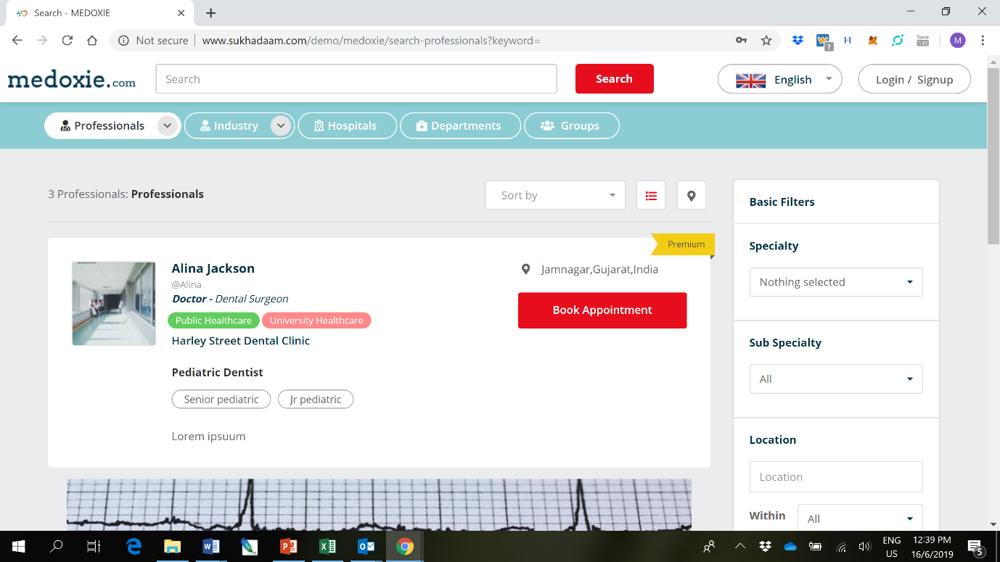 Search - MEDOXIE
Not secure
www.sukhadaam.com/demo/medoxie/search-professionals?keyword=
W
?
H
Save
TUBE
M
medoxie.com
Search
Search
English
Login / Signup
Professionals
Industry
Hospitals
Departments
Groups
3 Professionals: Professionals
Sort by
Premium
Alina Jackson
@Alina
Doctor - Dental Surgeon
Public Healthcare
University Healthcare
Harley Street Dental Clinic
Pediatric Dentist
Senior pediatric
Jr pediatric
Lorem ipsuum
Jamnagar,Gujarat,India
Book Appointment
Basic Filters
Specialty
Nothing selected
Sub Specialty
All
Location
Location
Within
All
ENG
US
12:39 PM
16/6/2019
5